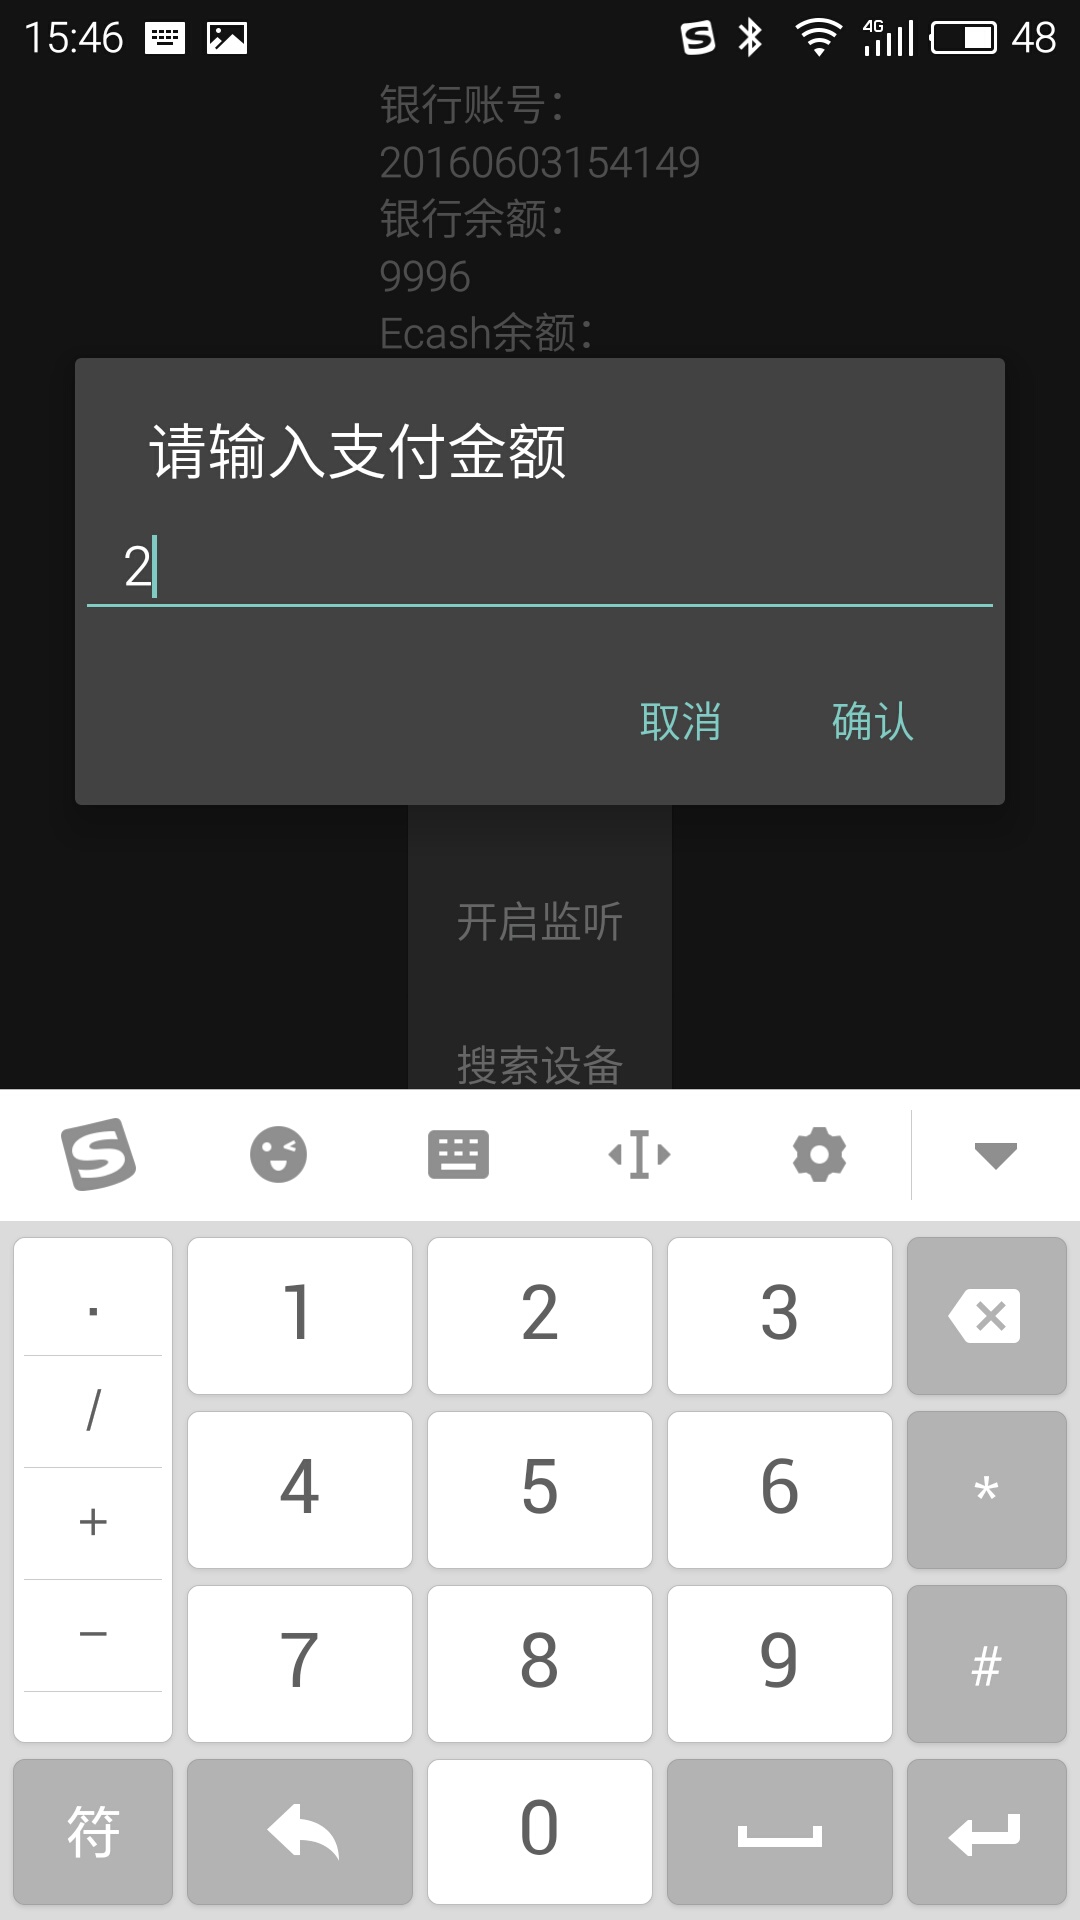 15:46
4G
48
银行账号：
20160603154149
银行余额：
9996
Ecash余额：
请输入支付金额
2
取消 确认
开启监听
搜索设备
. 1 2 3
/ 4 5 6 *
+
− 7 8 9 #
符 0